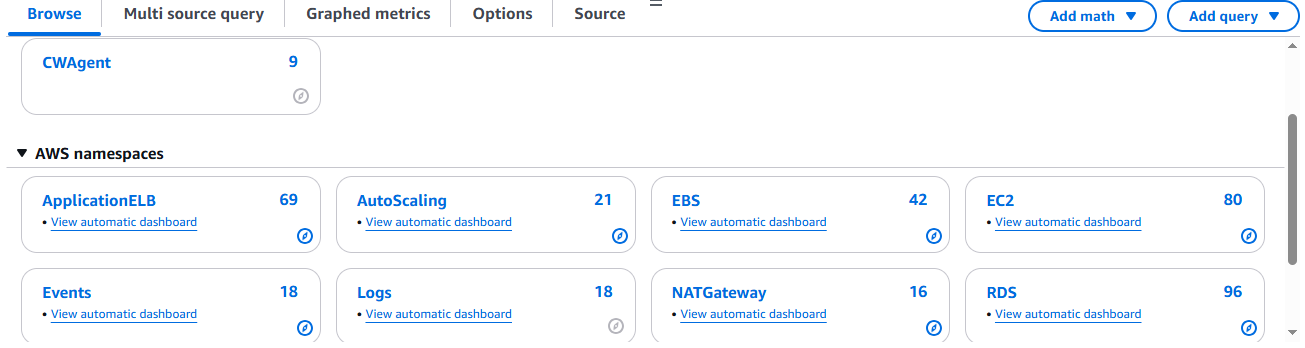 Browse Multi source query Graphed metrics Options Source Add math Add query
CWAgent 9
AWS namespaces
ApplicationELB 69 AutoScaling 21 EBS 42 EC2 80
• View automatic dashboard • View automatic dashboard • View automatic dashboard • View automatic dashboard
Events 18 Logs 18 NATGateway 16 RDS 96
• View automatic dashboard • View automatic dashboard • View automatic dashboard • View automatic dashboard